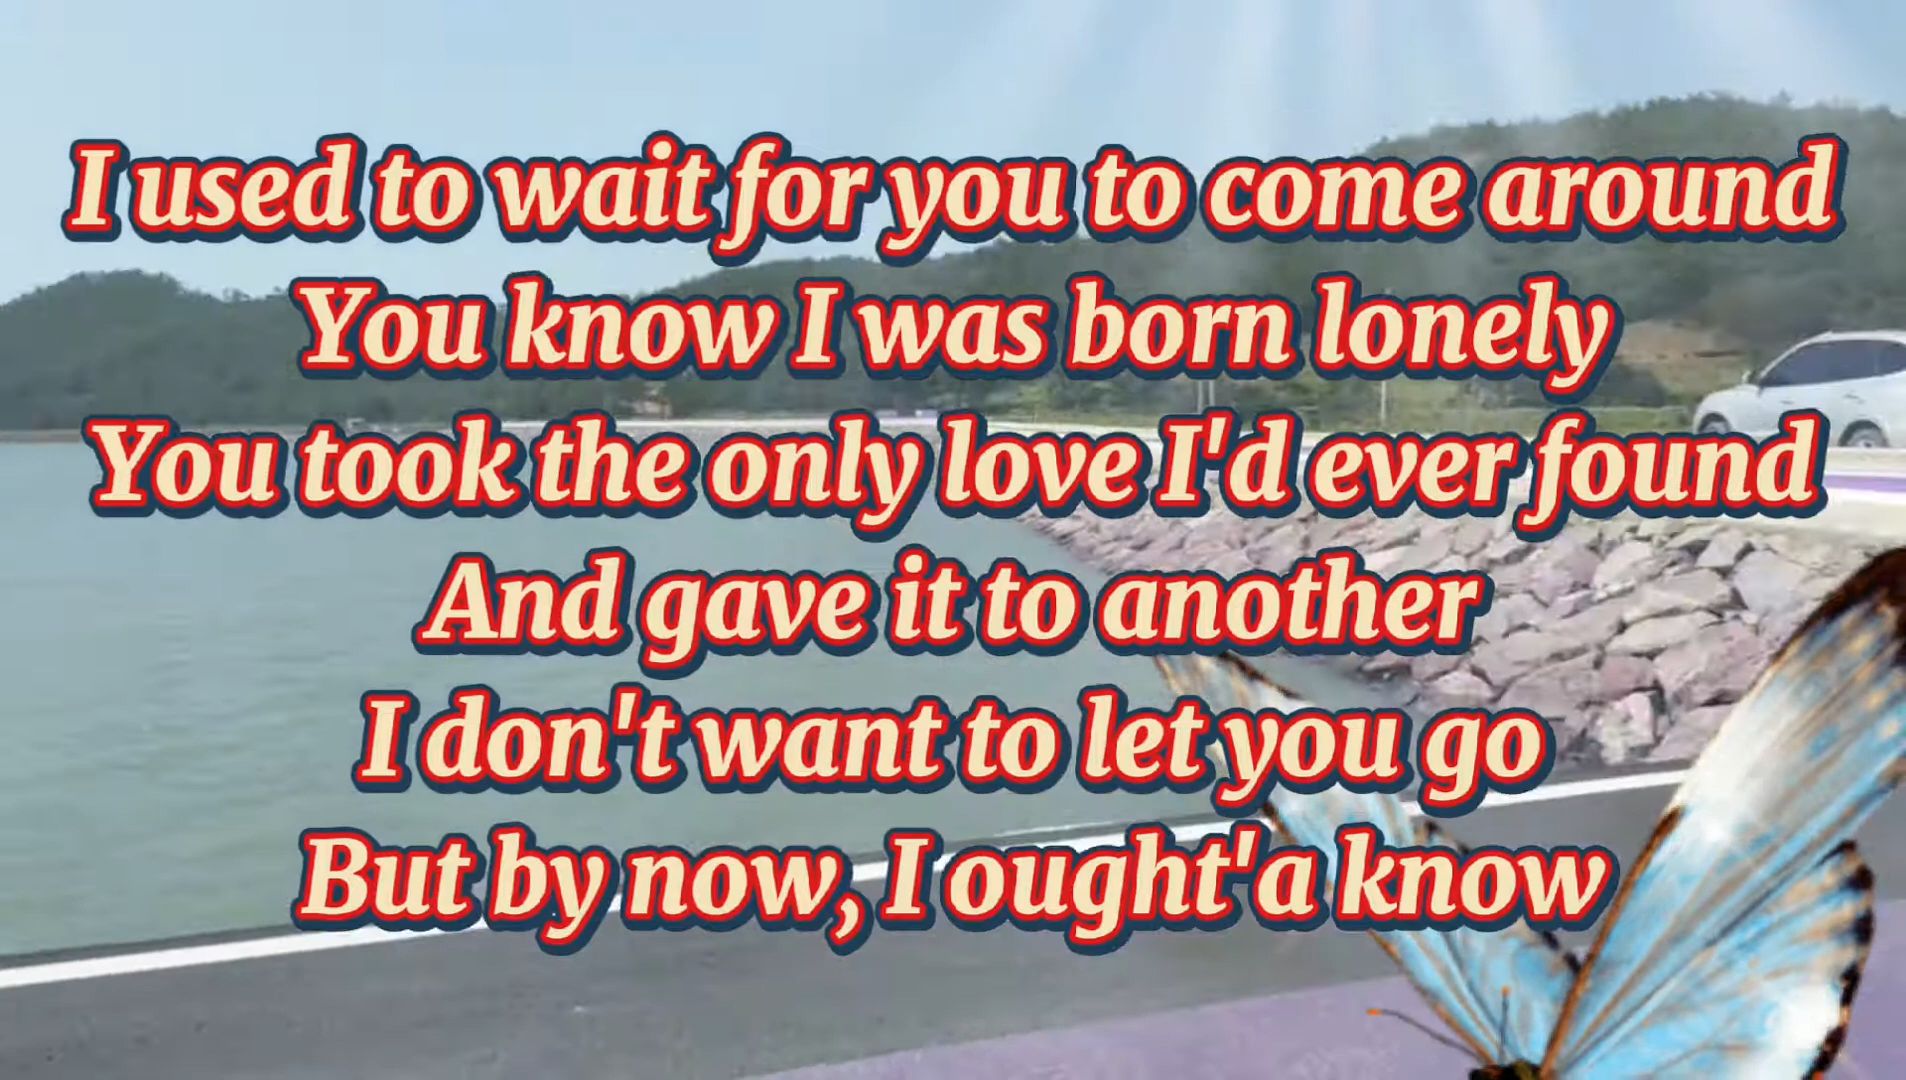 I used to wait for you to come around
You know I was born lonely
You took the only love I'd ever found
And gave it to another
I don't want to let you go
But by now, I ought'a know